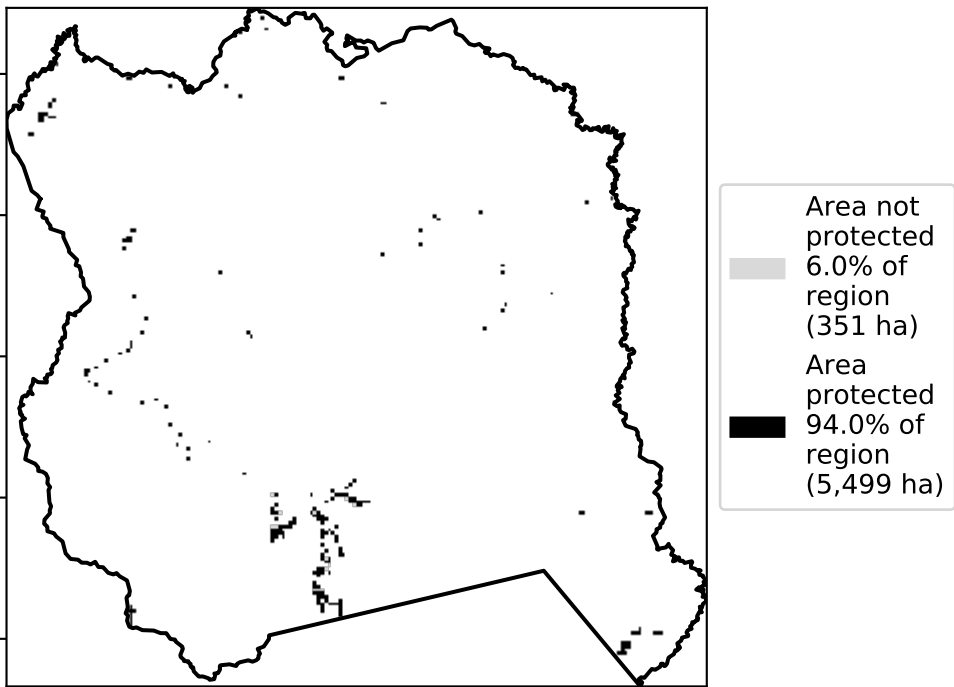 Area not
protected
6.0% of
region
(351 ha)
Area
protected
94.0% of
region
(5,499 ha)